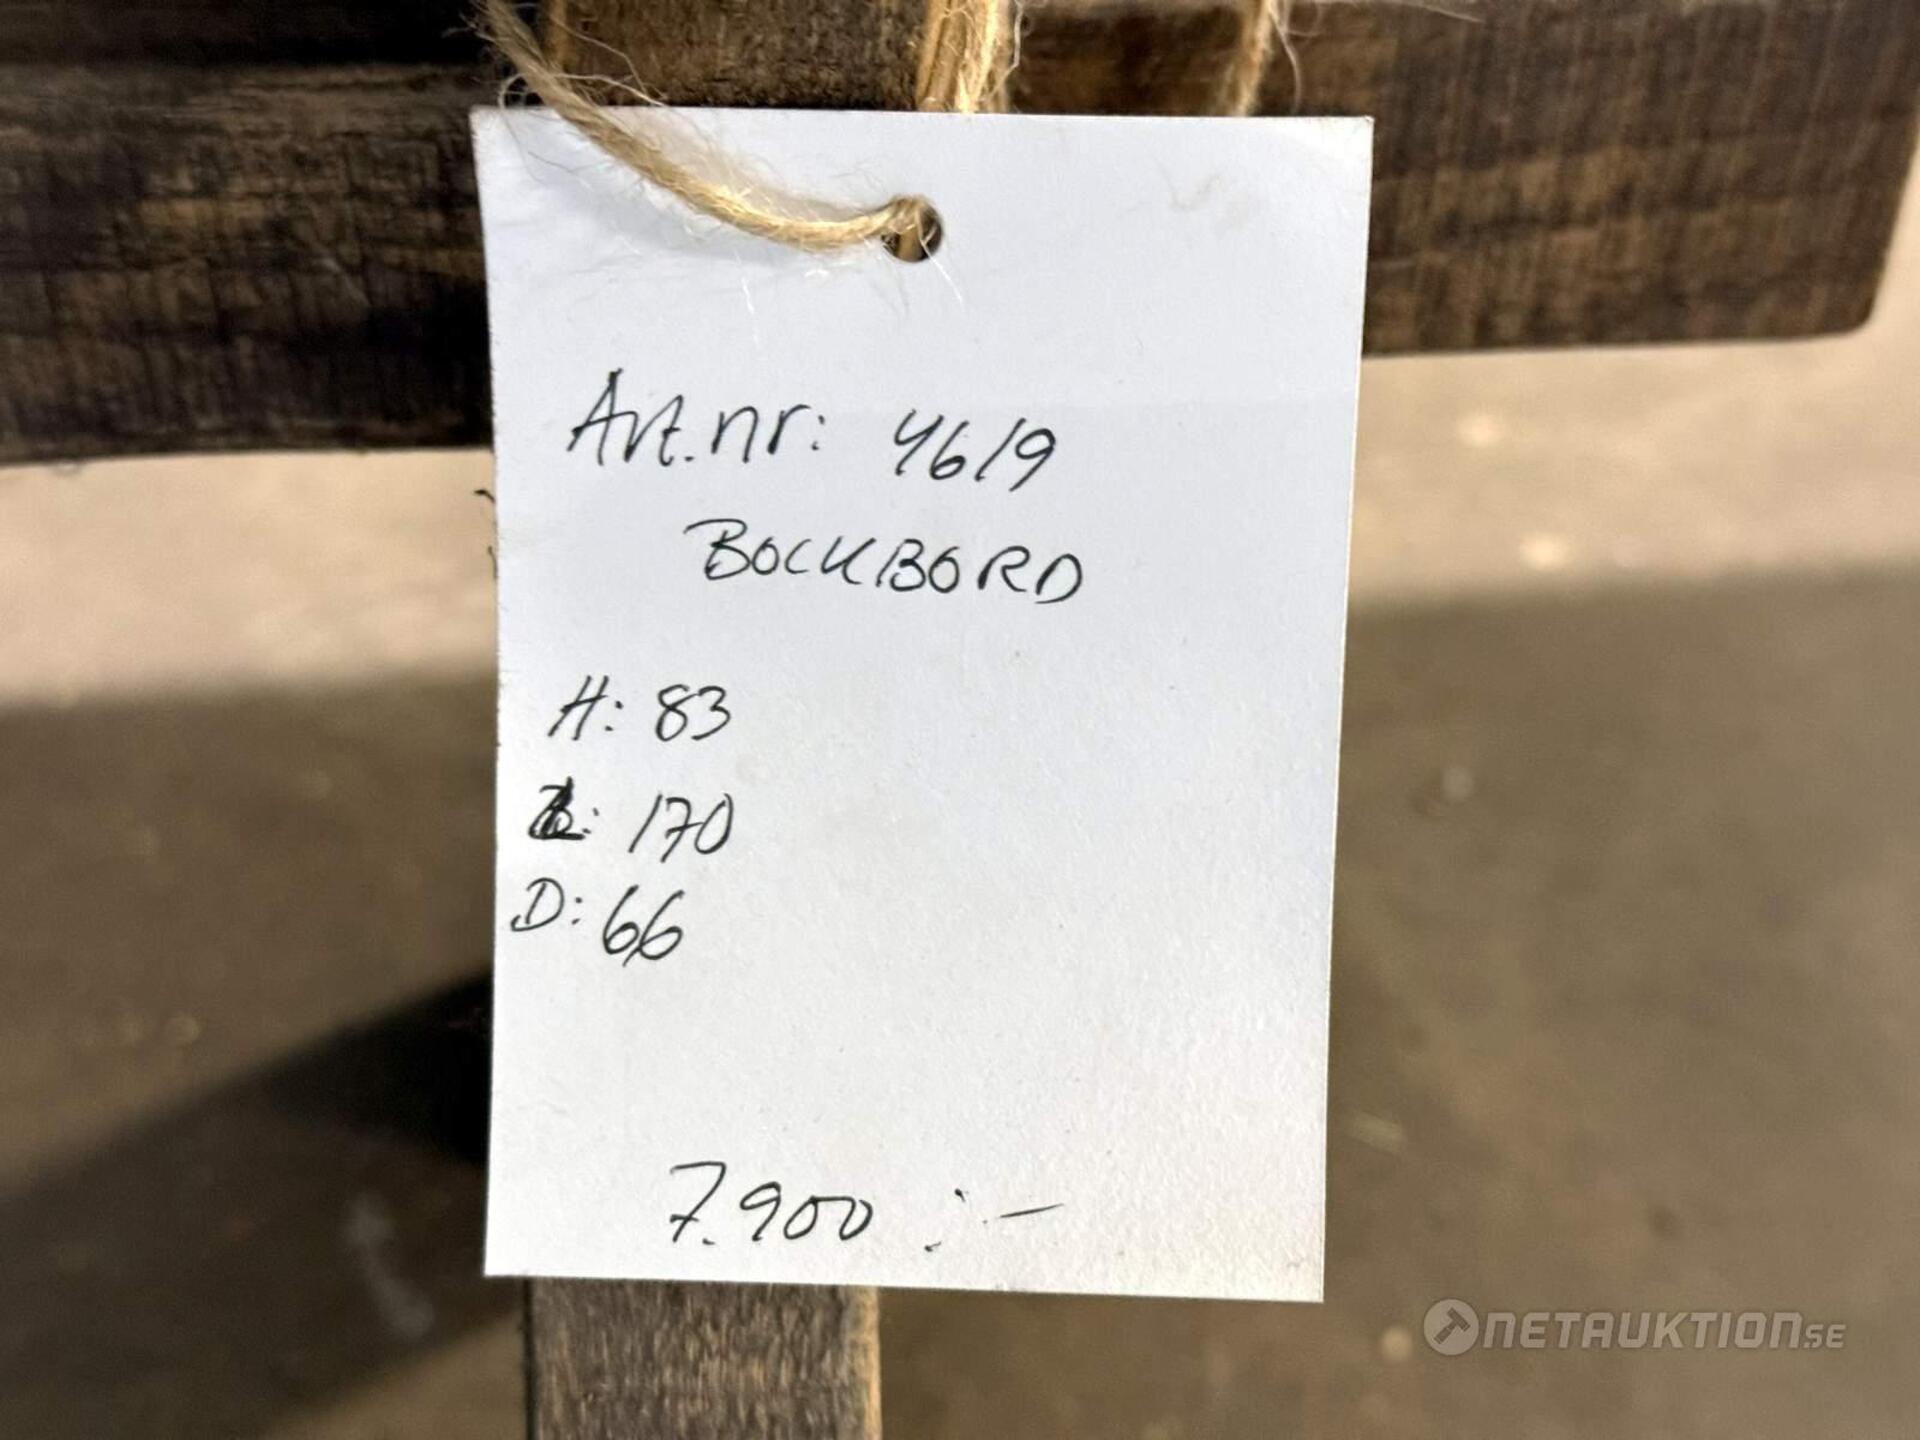 Art.nr: 4619
BOCKBORD
H: 83
L: 170
D: 66
7.900:-
NETAUKTION.SE